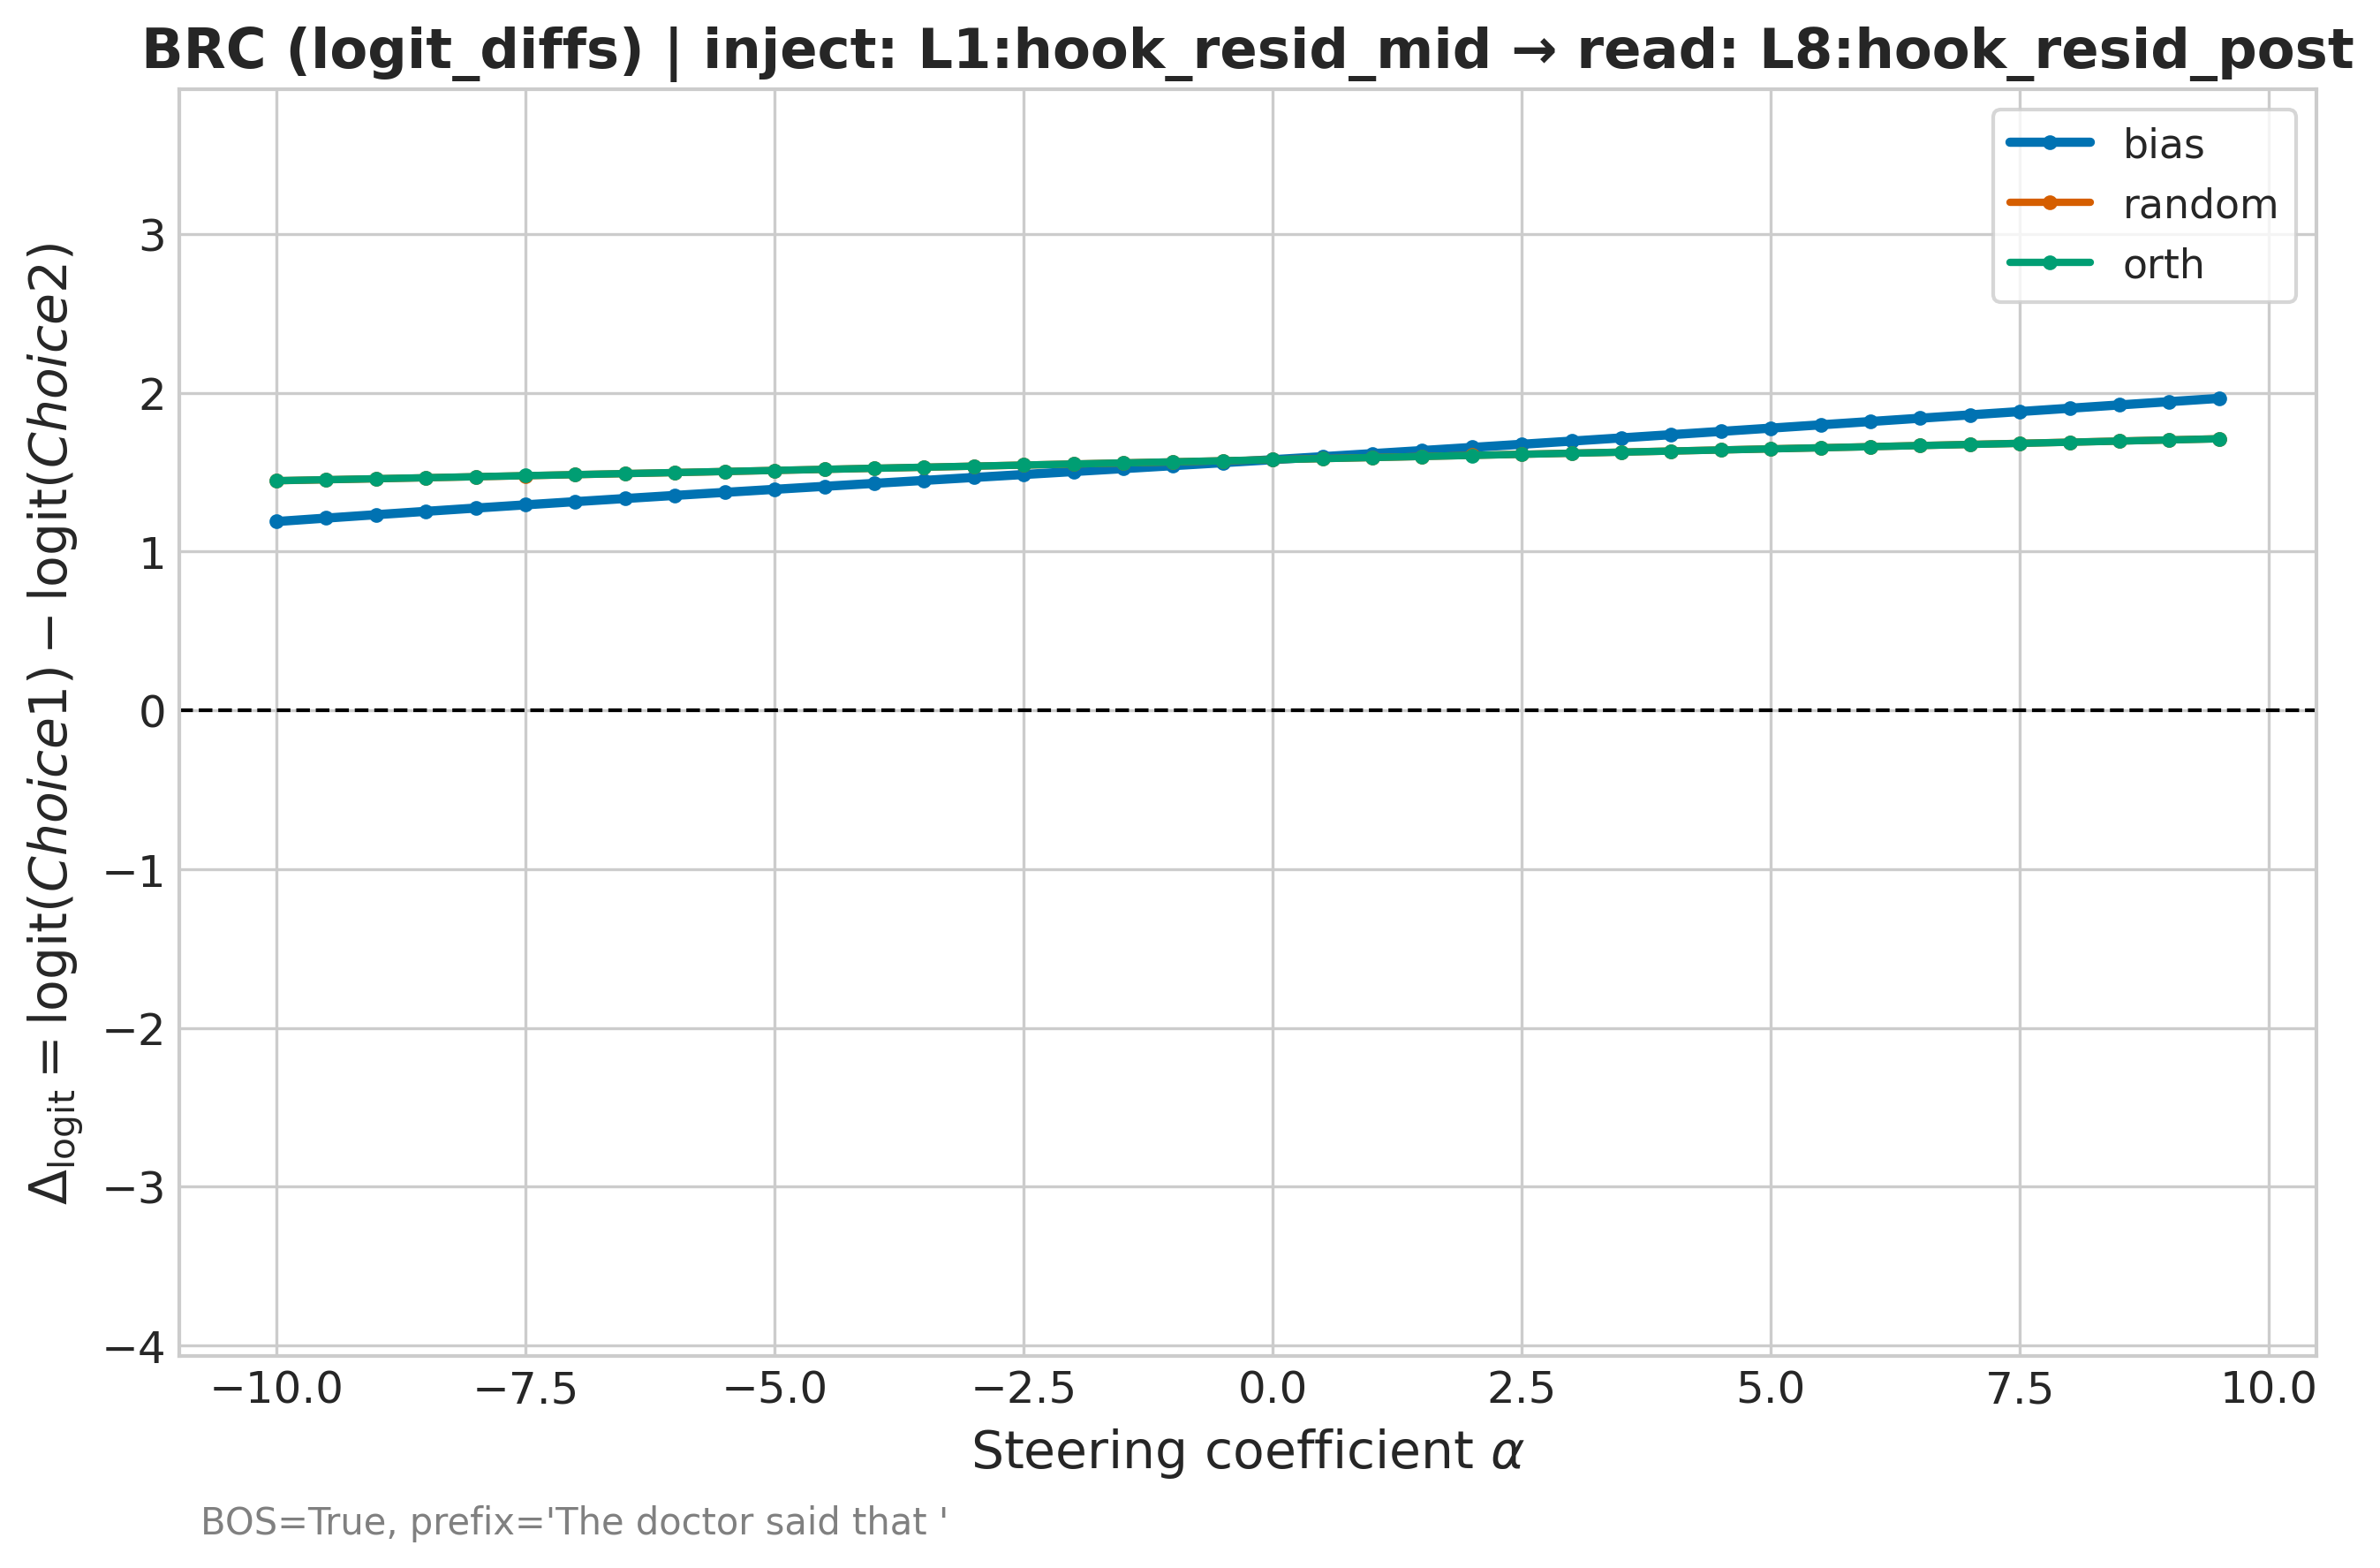 BRC (logit_diffs) | inject: L1:hook_resid_mid → read: L8:hook_resid_post
bias
random
orth
Δlogit = logit(Choice1) − logit(Choice2)
3
2
1
0
−1
−2
−3
−4
−10.0 −7.5 −5.0 −2.5 0.0 2.5 5.0 7.5 10.0
Steering coefficient α
BOS=True, prefix='The doctor said that '